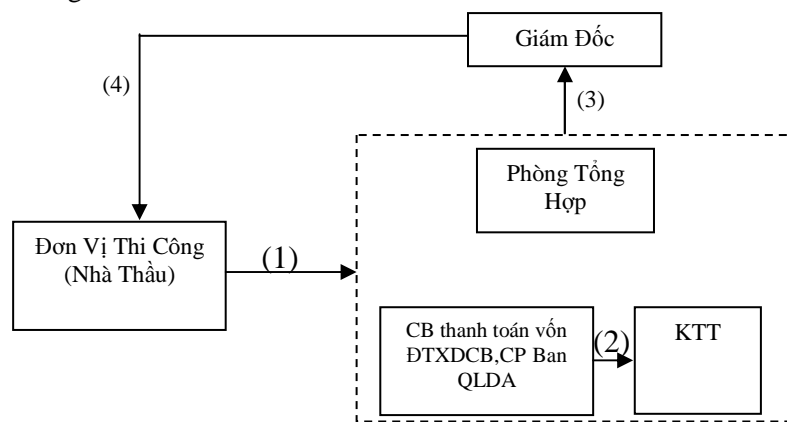 Giám Đốc
(4)
(3)
Phòng Tổng
Hợp
Đơn Vị Thi Công
(Nhà Thầu)
(1)
CB thanh toán vốn
ĐTXDCB,CP Ban
QLDA
(2)
KTT